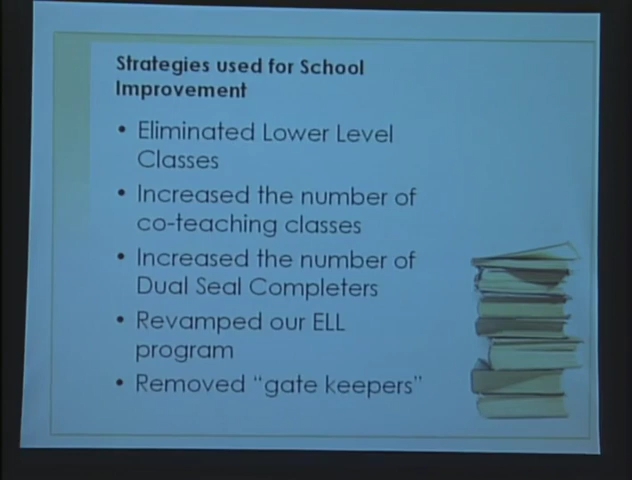 Strategies used for School
Improvement
• Eliminated Lower Level
Classes
• Increased the number of
co-teaching classes
• Increased the number of
Dual Seal Completers
• Revamped our ELL
program
• Removed “gate keepers”